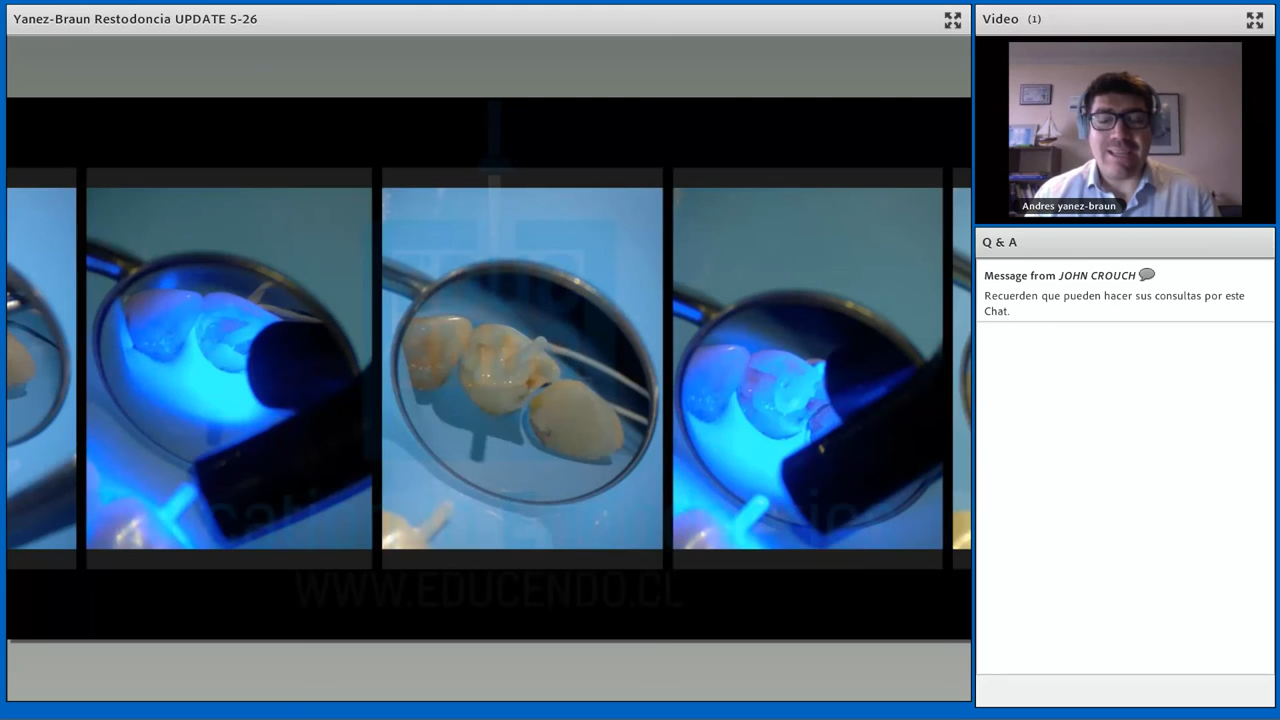 Yanez-Braun Restodoncia UPDATE 5-26
WWW.EDUCENDO.CL
Video (1)
Andres yanez-braun
Q & A
Message from JOHN CROUCH
Recuerden que pueden hacer sus consultas por este
Chat.